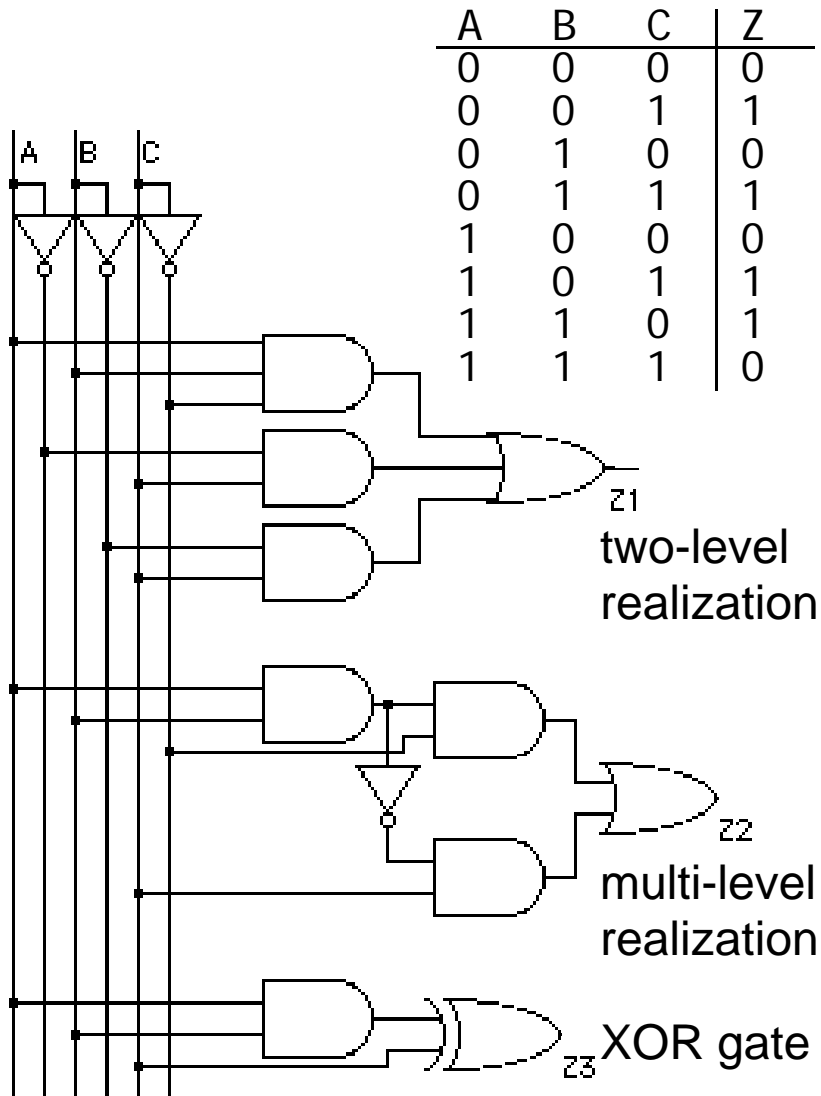 A B C Z
0 0 0 0
0 0 1 1
0 1 0 0
0 1 1 1
1 0 0 0
1 0 1 1
1 1 0 1
1 1 1 0
A B C
Z1
two-level
realization
Z2
multi-level
realization
Z3 XOR gate